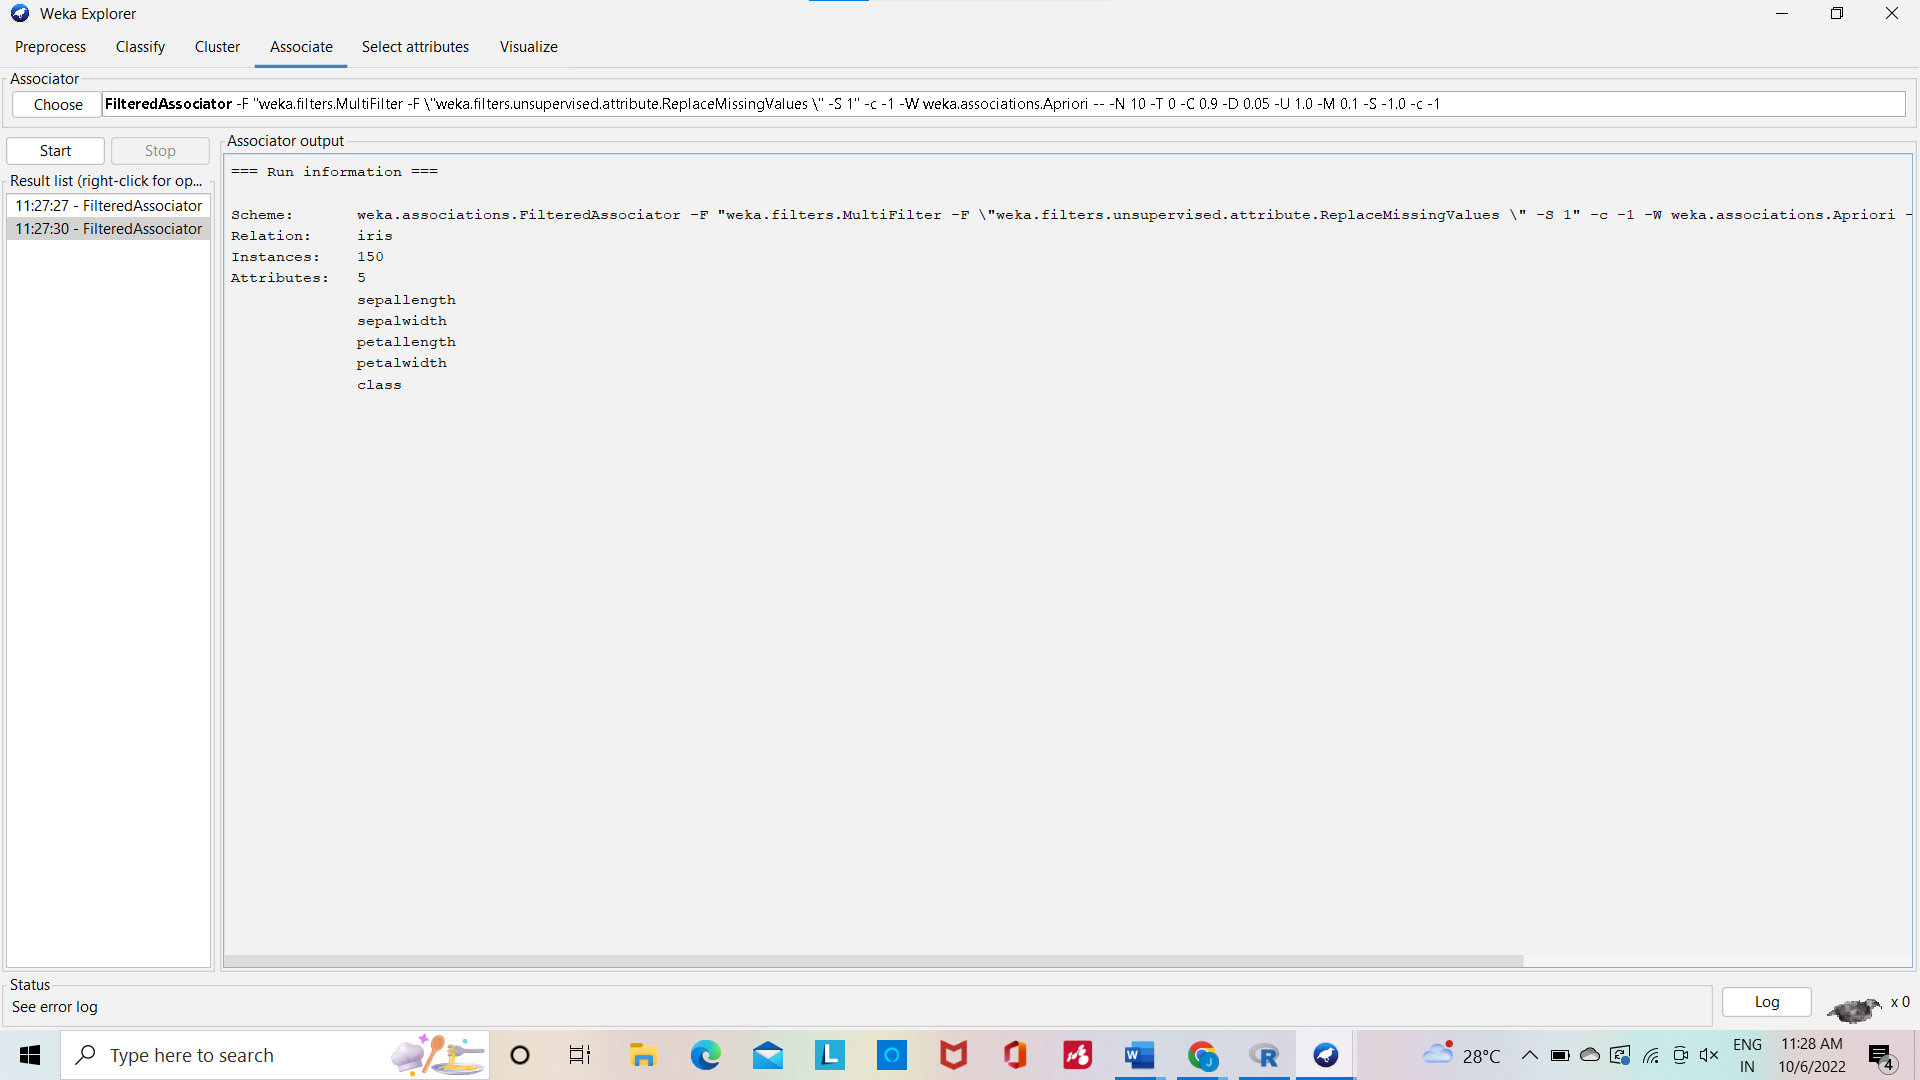 Weka Explorer
Preprocess Classify Cluster Associate Select attributes Visualize
Associator
Choose FilteredAssociator -F "weka.filters.MultiFilter -F \"weka.filters.unsupervised.attribute.ReplaceMissingValues \" -S 1" -c -1 -W weka.associations.Apriori -- -N 10 -T 0 -C 0.9 -D 0.05 -U 1.0 -M 0.1 -S -1.0 -c -1
Start Stop
Result list (right-click for op...
11:27:27 - FilteredAssociator
11:27:30 - FilteredAssociator
Associator output
=== Run information ===
Scheme: weka.associations.FilteredAssociator -F "weka.filters.MultiFilter -F \"weka.filters.unsupervised.attribute.ReplaceMissingValues \" -S 1" -c -1 -W weka.associations.Apriori -
Relation: iris
Instances: 150
Attributes: 5
sepallength
sepalwidth
petallength
petalwidth
class
Status
See error log
Log x 0
Type here to search
28°C
ENG
IN
11:28 AM
10/6/2022
4